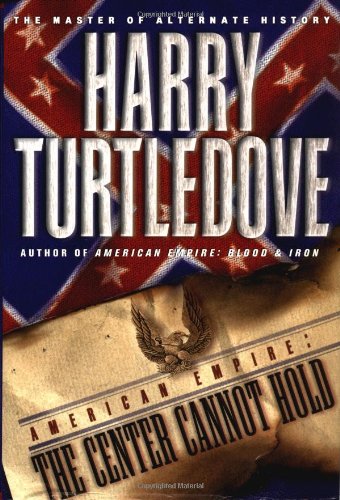 THE MASTER OF ALTERNATE HISTORY
HARRY
TURTLEDOVE
AUTHOR OF AMERICAN EMPIRE: BLOOD & IRON
AMERICAN EMPIRE:
THE CENTER CANNOT HOLD